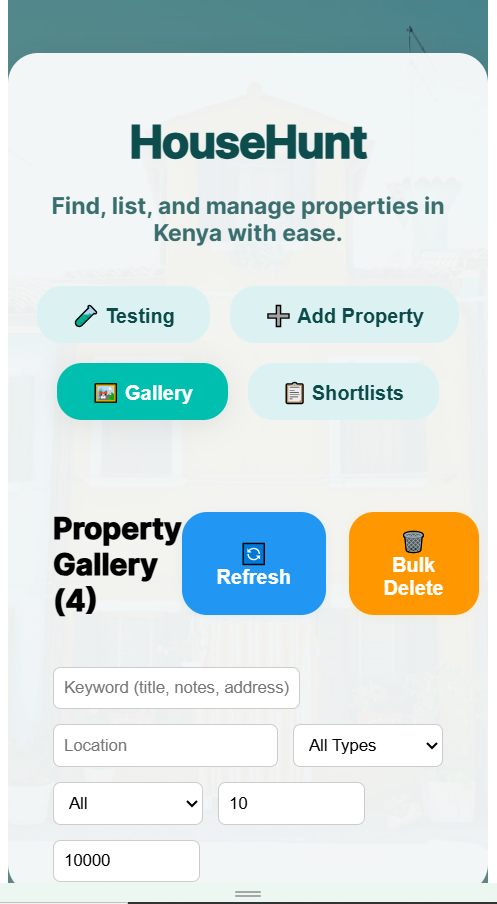 HouseHunt
Find, list, and manage properties in
Kenya with ease.
Testing
Add Property
Gallery
Shortlists
Property
Gallery
(4)
Refresh
Bulk
Delete
Keyword (title, notes, address)
Location
All Types
All
10
10000